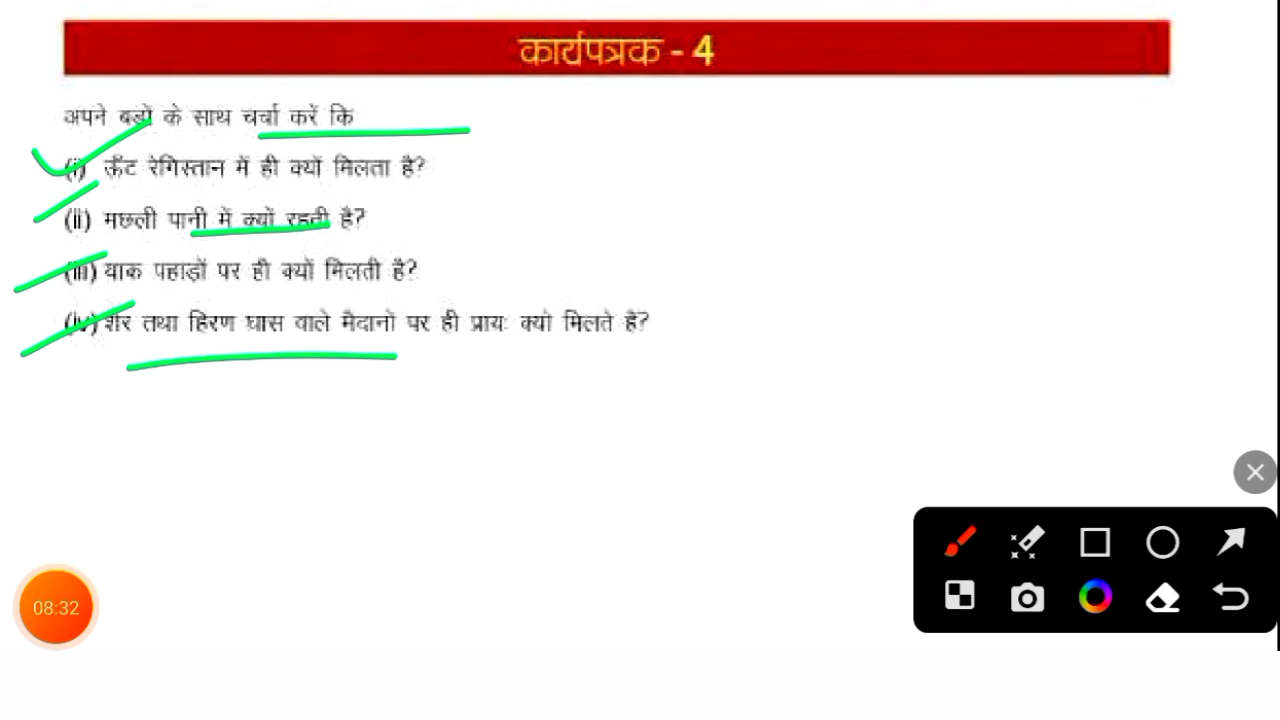 कार्यपत्रक - 4
अपने बड़ों के साथ चर्चा करें कि
(i) ऊँट रेगिस्तान में ही क्यों मिलता है?
(ii) मछली पानी में क्यों रहती है?
(iii) याक पहाड़ों पर ही क्यों मिलती है?
(iv) शेर तथा हिरण घास वाले मैदानों पर ही प्रायः क्यों मिलते हैं?
08:32